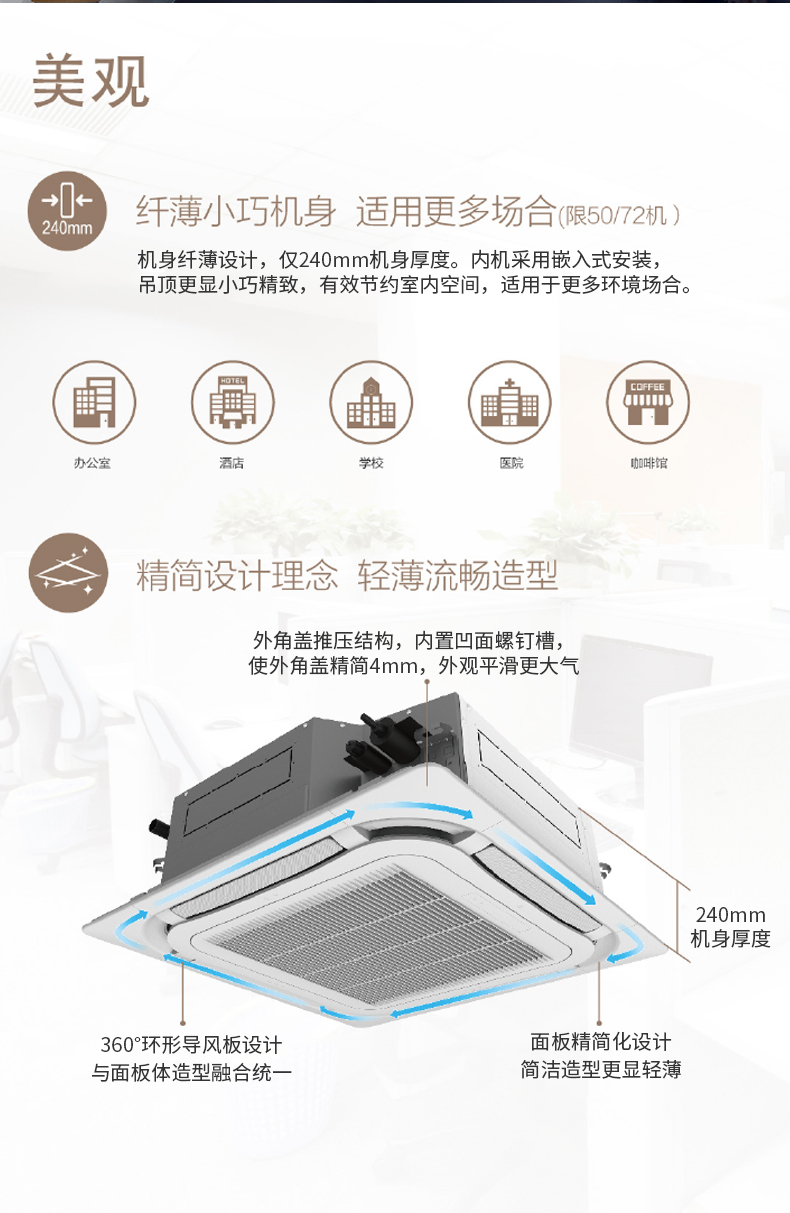 美观
240mm
纤薄小巧机身 适用更多场合(限50/72机）
机身纤薄设计，仅240mm机身厚度。内机采用嵌入式安装，
吊顶更显小巧精致，有效节约室内空间，适用于更多环境场合。
HOTEL
COFFEE
办公室
酒店
学校
医院
咖啡馆
精简设计理念 轻薄流畅造型
外角盖推压结构，内置凹面螺钉槽，
使外角盖精简4mm，外观平滑更大气
240mm
机身厚度
360°环形导风板设计
与面板体造型融合统一
面板精简化设计
简洁造型更显轻薄